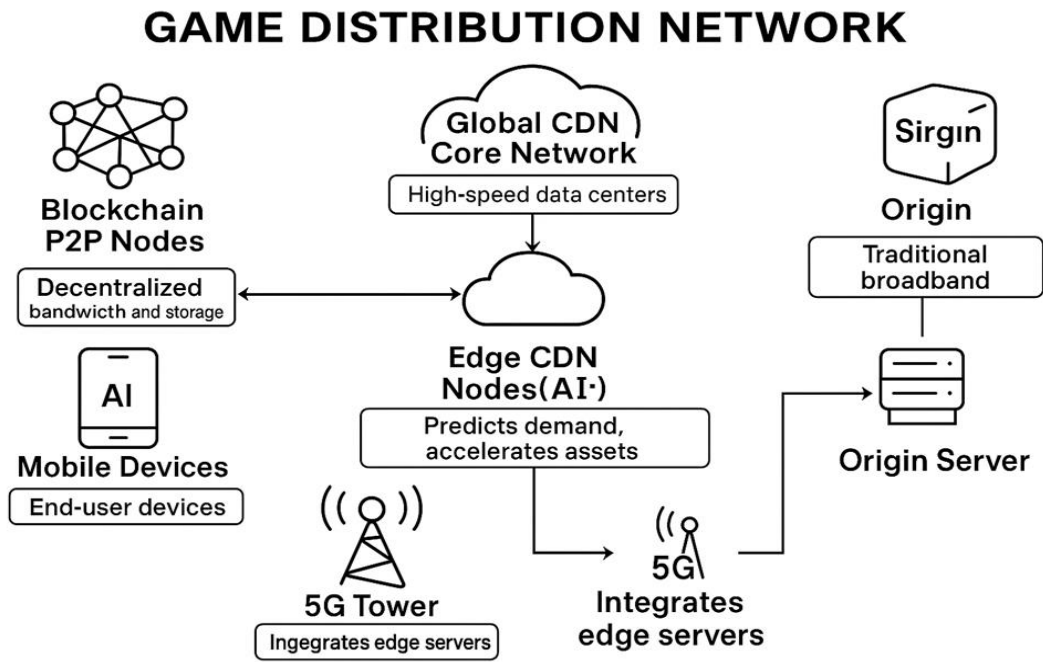 GAME DISTRIBUTION NETWORK
Blockchain
P2P Nodes
Decentralized
bandwicth and storage
AI
Mobile Devices
End-user devices
Global CDN
Core Network
High-speed data centers
Edge CDN
Nodes(AI·)
Predicts demand,
accelerates assets
5G Tower
Ingegrates edge servers
5G
Integrates
edge servers
Sirgın
Origin
Traditional
broadband
Origin Server